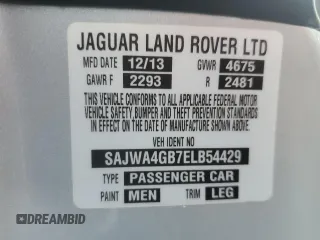 JAGUAR LAND ROVER LTD
MFD DATE 12/13 GVWR 4675
GAWR F 2293 R 2481
THIS VEHICLE CONFORMS TO ALL APPLICABLE FEDERAL MOTOR
VEHICLE SAFETY, BUMPER AND THEFT PREVENTION STANDARDS
IN EFFECT ON THE DATE OF MANUFACTURE SHOWN ABOVE
VEH IDENT NO
SAJWA4GB7ELB54429
TYPE PASSENGER CAR
PAINT MEN TRIM LEG
DREAMBID